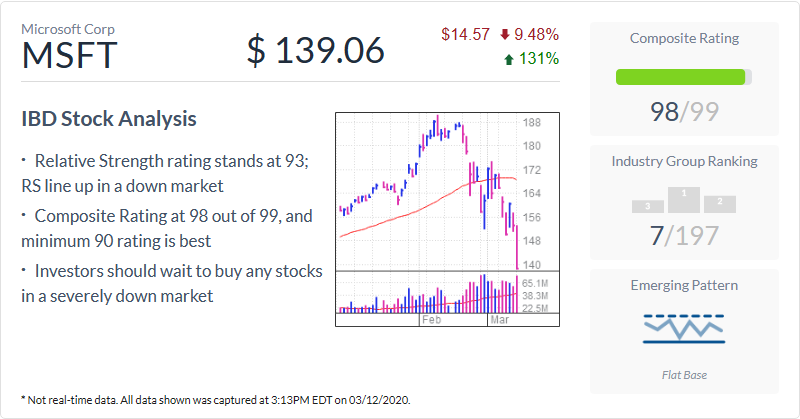 Microsoft Corp
MSFT
$ 139.06
$14.57 9.48%
131%
IBD Stock Analysis
· Relative Strength rating stands at 93;
RS line up in a down market
· Composite Rating at 98 out of 99, and
minimum 90 rating is best
· Investors should wait to buy any stocks
in a severely down market
188
180
172
164
156
148
140
65.1M
38.3M
22.5M
Feb Mar
Composite Rating
98/99
Industry Group Ranking
3 1 2
7/197
Emerging Pattern
Flat Base
* Not real-time data. All data shown was captured at 3:13PM EDT on 03/12/2020.